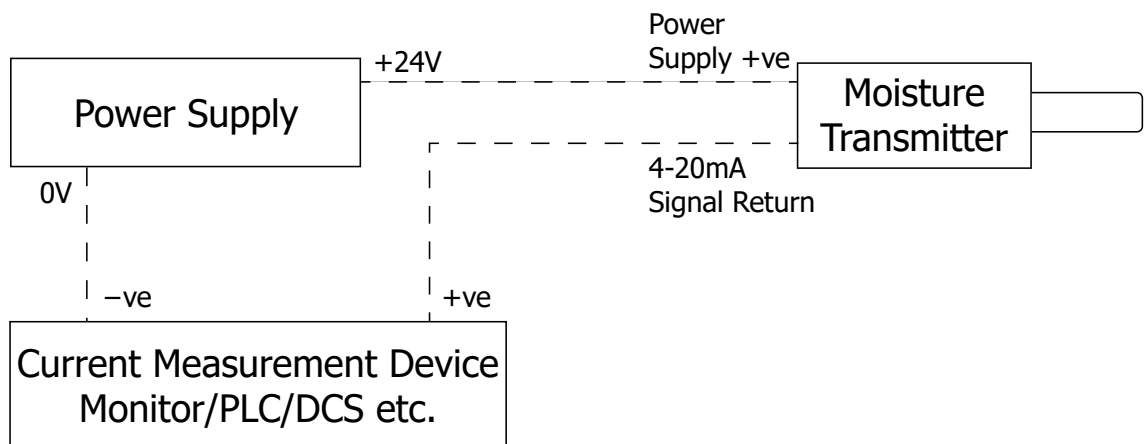 Power
Supply +ve
+24V
Power Supply
Moisture
Transmitter
0V
4-20mA
Signal Return
−ve
+ve
Current Measurement Device
Monitor/PLC/DCS etc.